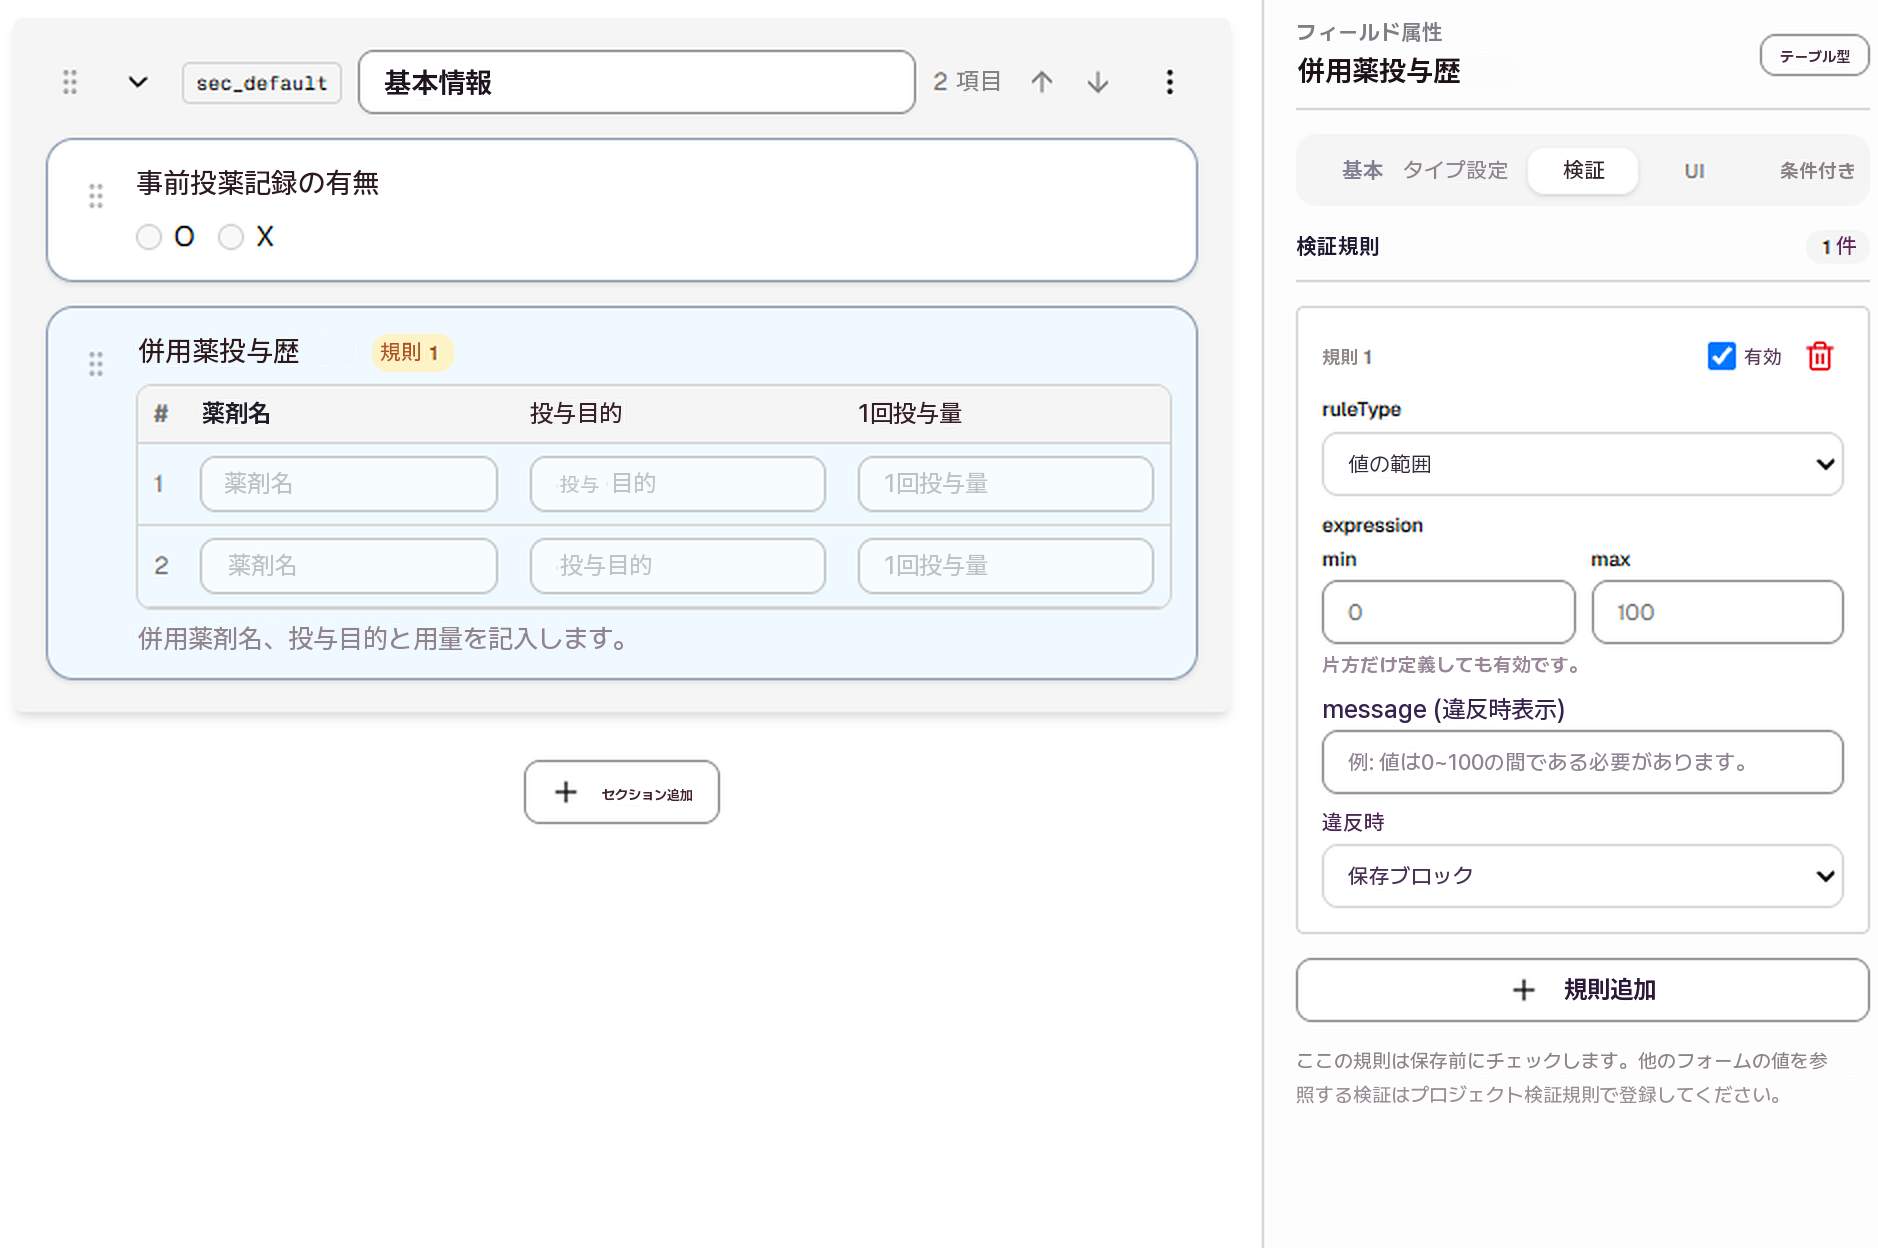 sec_default 基本情報 2 項目
事前投薬記録の有無
O X
併用薬投与歴 規則 1
# 薬剤名 投与目的 1回投与量
1 薬剤名 投与 目的 1回投与量
2 薬剤名 投与目的 1回投与量
併用薬剤名、投与目的と用量を記入します。
セクション追加
フィールド属性
併用薬投与歴 テーブル型
基本 タイプ設定 検証 UI 条件付き
検証規則 1 件
規則 1 有効
ruleType
値の範囲
expression
min max
0 100
片方だけ定義しても有効です。
message (違反時表示)
例: 値は0~100の間である必要があります。
違反時
保存ブロック
規則追加
ここの規則は保存前にチェックします。他のフォームの値を参
照する検証はプロジェクト検証規則で登録してください。